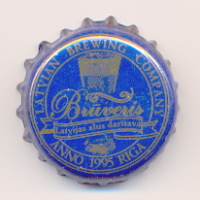 LATVIAN BREWING COMPANY
Brūveris
Latvijas alus darītava
ANNO 1995 RIGA